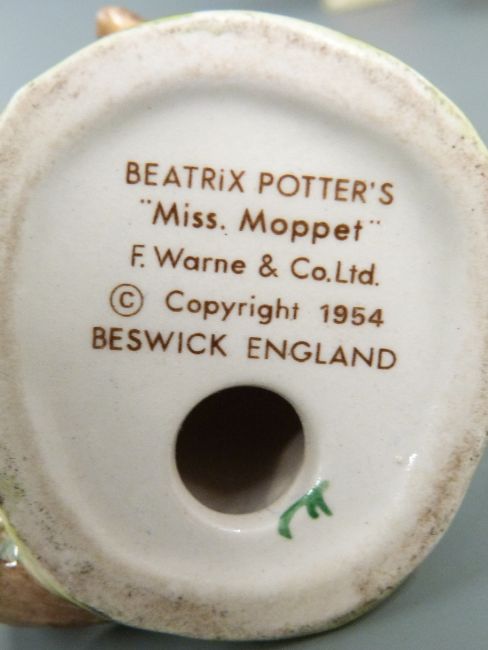 BEATRiX POTTER'S
"Miss. Moppet"
F. Warne & Co.Ltd.
© Copyright 1954
BESWICK ENGLAND